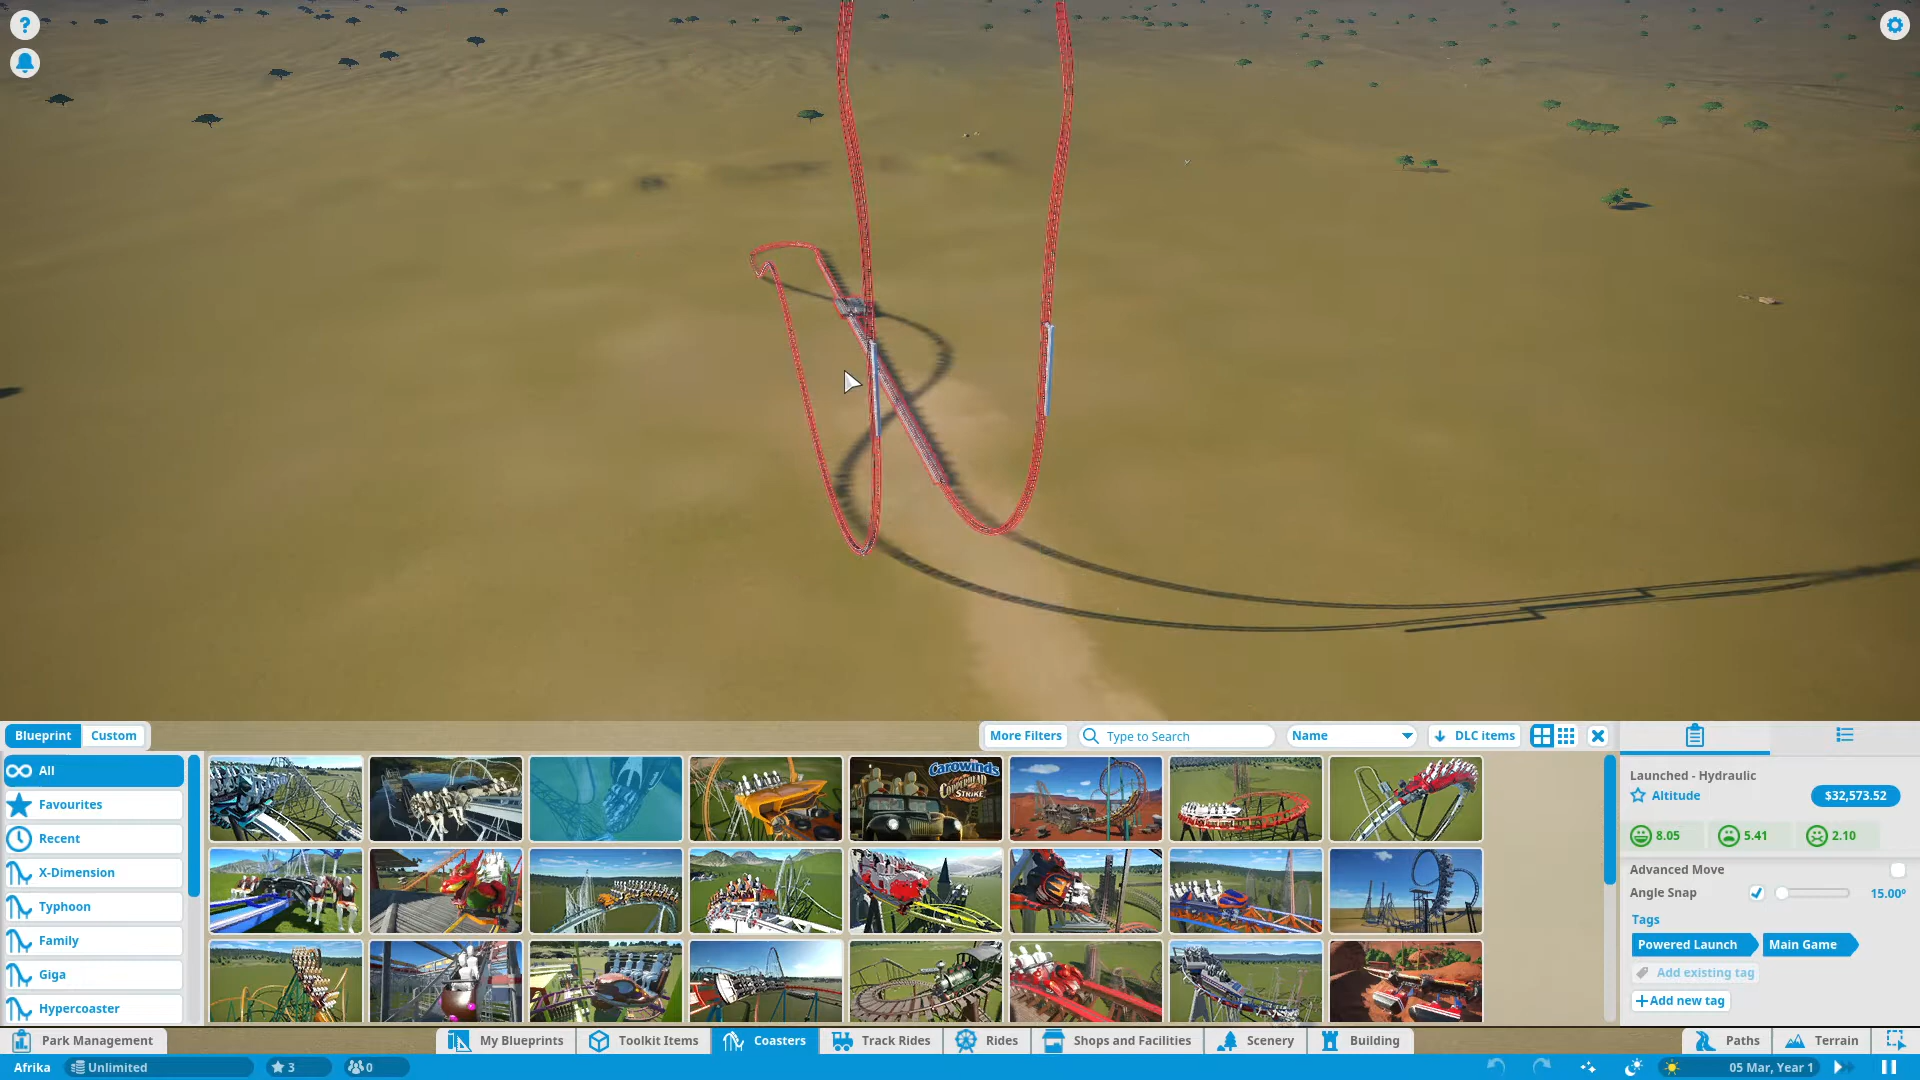 ?
Blueprint
Custom
More Filters
Type to Search
Name
DLC items
All
Favourites
Recent
X-Dimension
Typhoon
Family
Giga
Hypercoaster
Carowinds
COPPERHEAD
STRIKE
Launched - Hydraulic
Altitude
$32,573.52
8.05
5.41
2.10
Advanced Move
Angle Snap
15.00°
Tags
Powered Launch
Main Game
Add existing tag
+Add new tag
Park Management
My Blueprints
Toolkit Items
Coasters
Track Rides
Rides
Shops and Facilities
Scenery
Building
Paths
Terrain
Afrika
Unlimited
3
0
05 Mar, Year 1